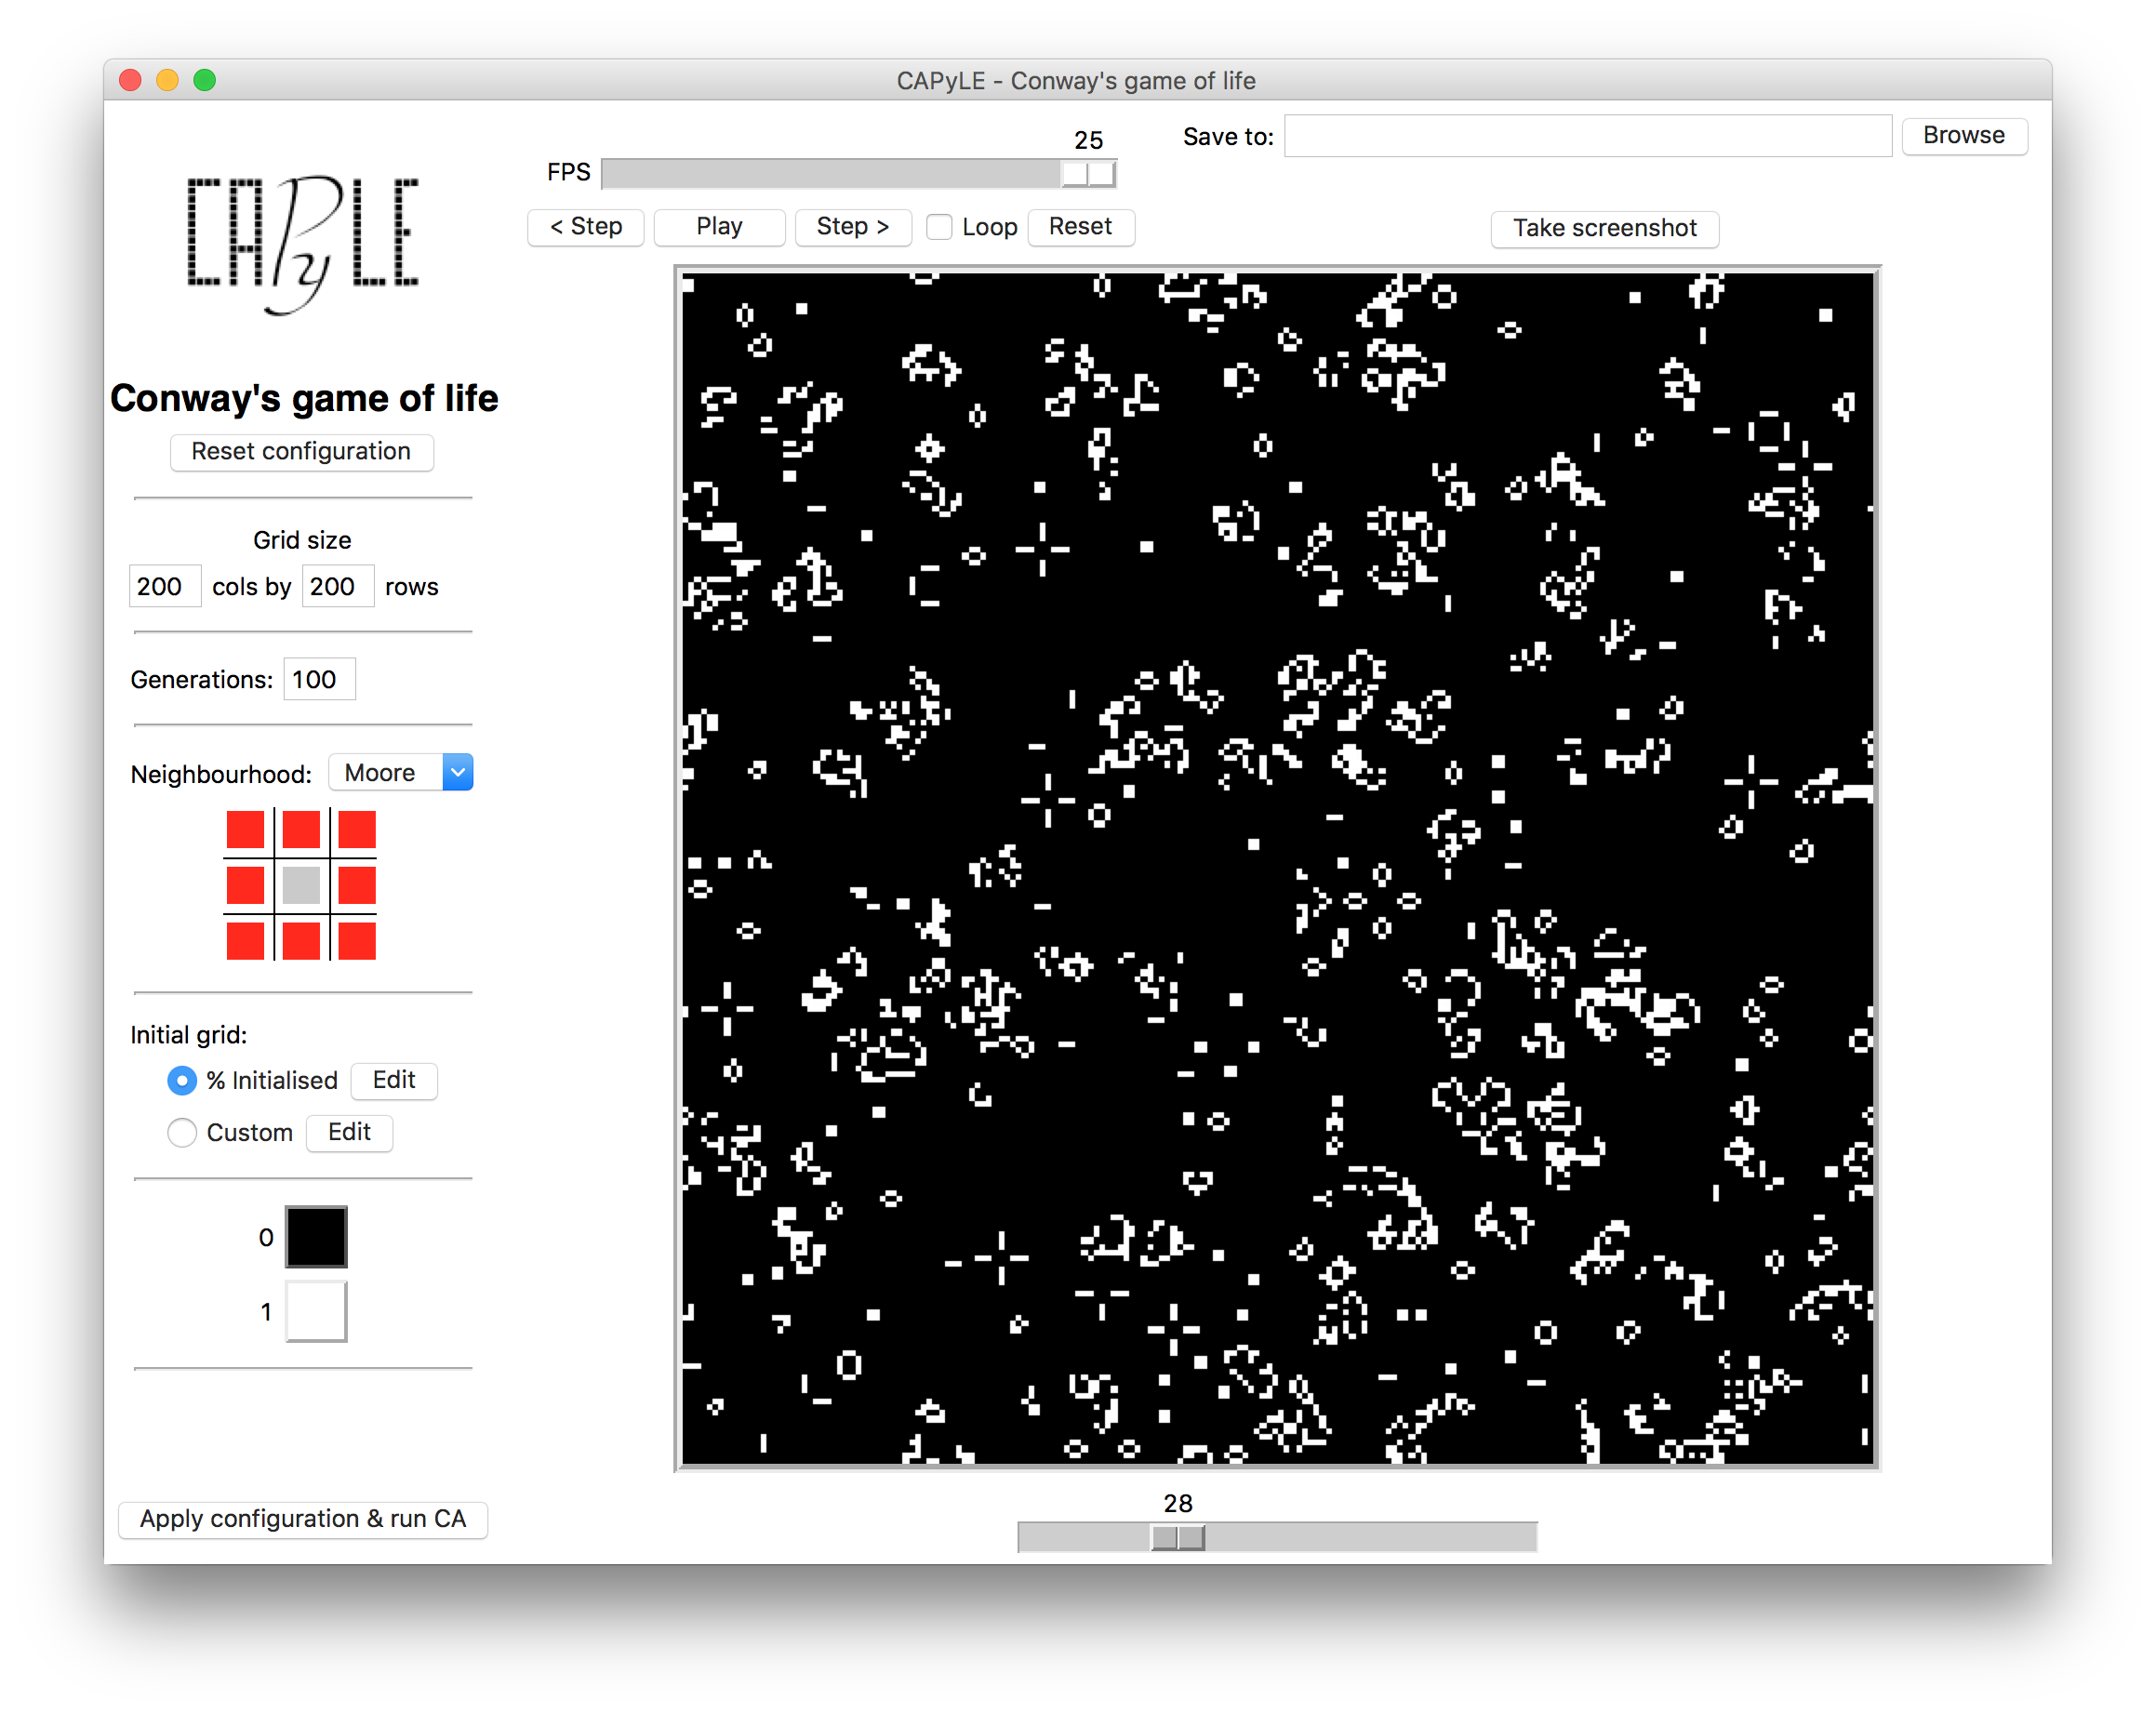 CAPyLE - Conway's game of life
CAPyLE
Conway's game of life
Reset configuration
Grid size
200 cols by 200 rows
Generations: 100
Neighbourhood: Moore
Initial grid:
% Initialised Edit
Custom Edit
0
1
Apply configuration & run CA
25
FPS
< Step Play Step > Loop Reset
Save to: Browse
Take screenshot
28